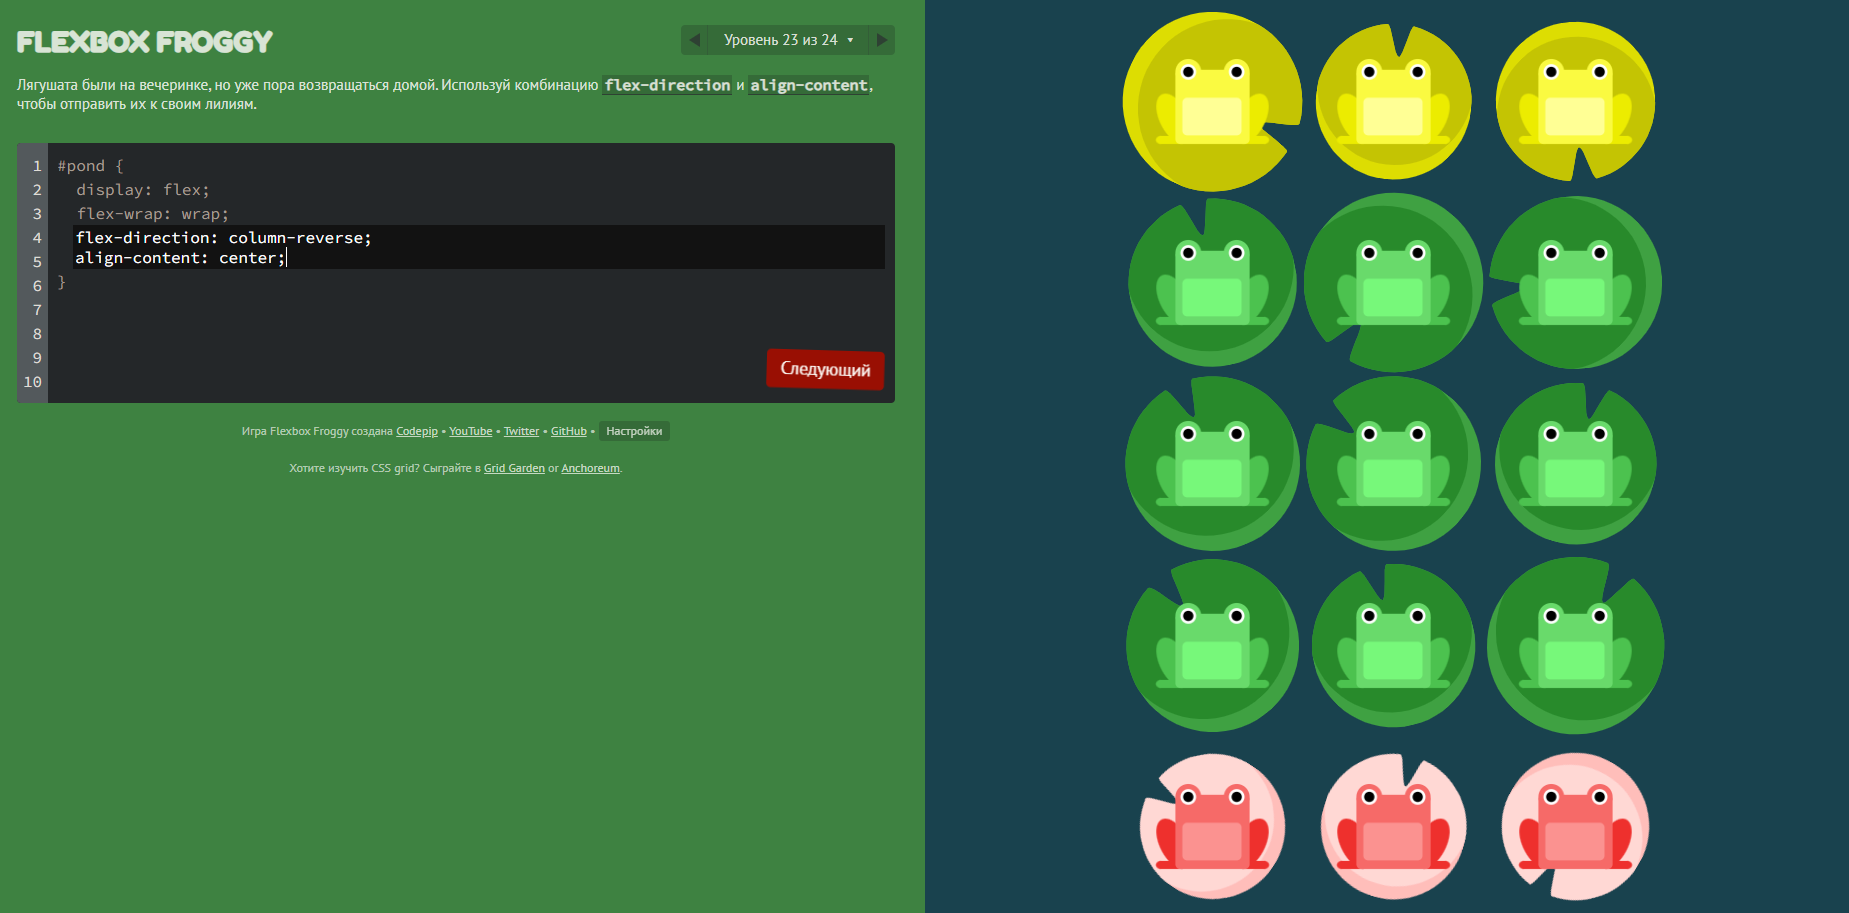 FLEXBOX FROGGY
Уровень 23 из 24
Лягушата были на вечеринке, но уже пора возвращаться домой. Используй комбинацию flex-direction и align-content,
чтобы отправить их к своим лилиям.
1 #pond {
2 display: flex;
3 flex-wrap: wrap;
4 flex-direction: column-reverse;
5 align-content: center;
6 }
7
8
9
10
Следующий
Игра Flexbox Froggy создана Codepip • YouTube • Twitter • GitHub • Настройки
Хотите изучить CSS grid? Сыграйте в Grid Garden or Anchoreum.